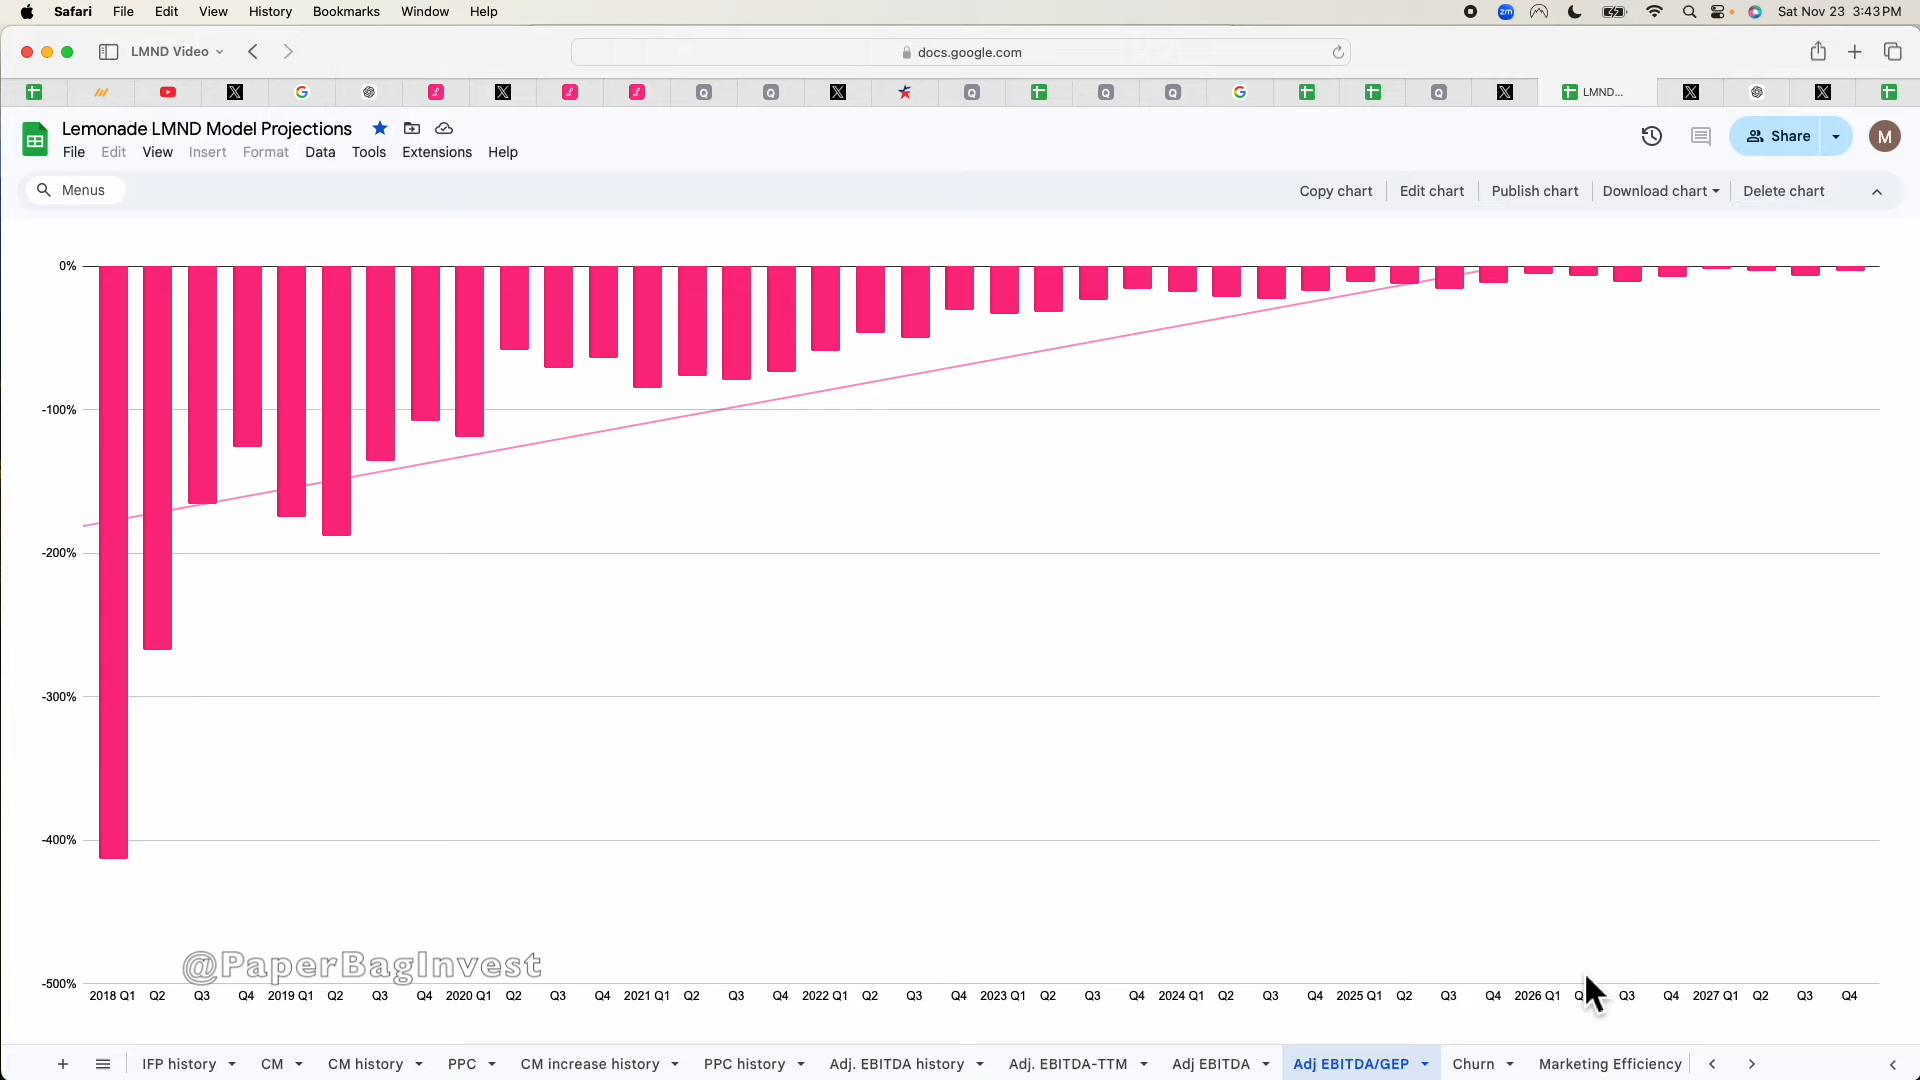 Safari File Edit View History Bookmarks Window Help zm Sat Nov 23 3:43 PM
LMND Video docs.google.com
LMND...
Lemonade LMND Model Projections
File Edit View Insert Format Data Tools Extensions Help
Share M
Menus Copy chart Edit chart Publish chart Download chart Delete chart
0%
-100%
-200%
-300%
-400%
@PaperBagInvest
-500%
2018 Q1 Q2 Q3 Q4 2019 Q1 Q2 Q3 Q4 2020 Q1 Q2 Q3 Q4 2021 Q1 Q2 Q3 Q4 2022 Q1 Q2 Q3 Q4 2023 Q1 Q2 Q3 Q4 2024 Q1 Q2 Q3 Q4 2025 Q1 Q2 Q3 Q4 2026 Q1 Q3 Q4 2027 Q1 Q2 Q3 Q4
IFP history CM CM history PPC CM increase history PPC history Adj. EBITDA history Adj. EBITDA-TTM Adj EBITDA Adj EBITDA/GEP Churn Marketing Efficiency